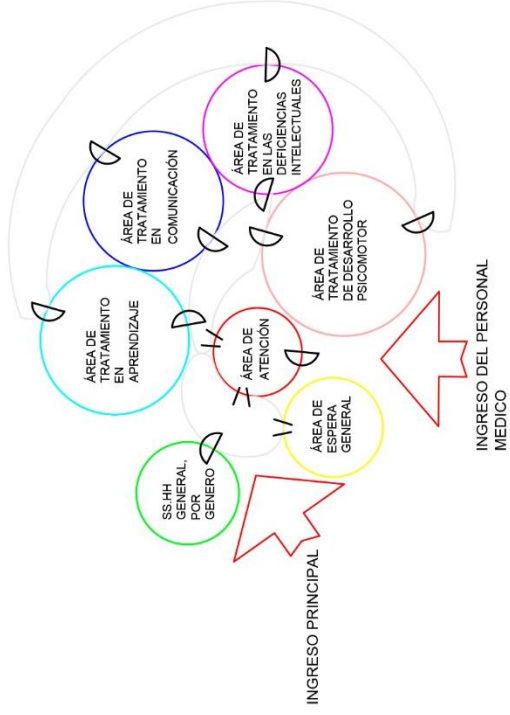 ÁREA DE
TRATAMIENTO
EN
APRENDIZAJE
ÁREA DE
TRATAMIENTO
EN
COMUNICACIÓN
ÁREA DE
TRATAMIENTO
EN LAS
DEFICIENCIAS
INTELECTUALES
SS.HH
GENERAL,
POR
GENERO
ÁREA DE
ATENCIÓN
ÁREA DE
TRATAMIENTO
DE DESARROLLO
PSICOMOTOR
ÁREA DE
ESPERA
GENERAL
INGRESO PRINCIPAL
INGRESO DEL PERSONAL
MEDICO